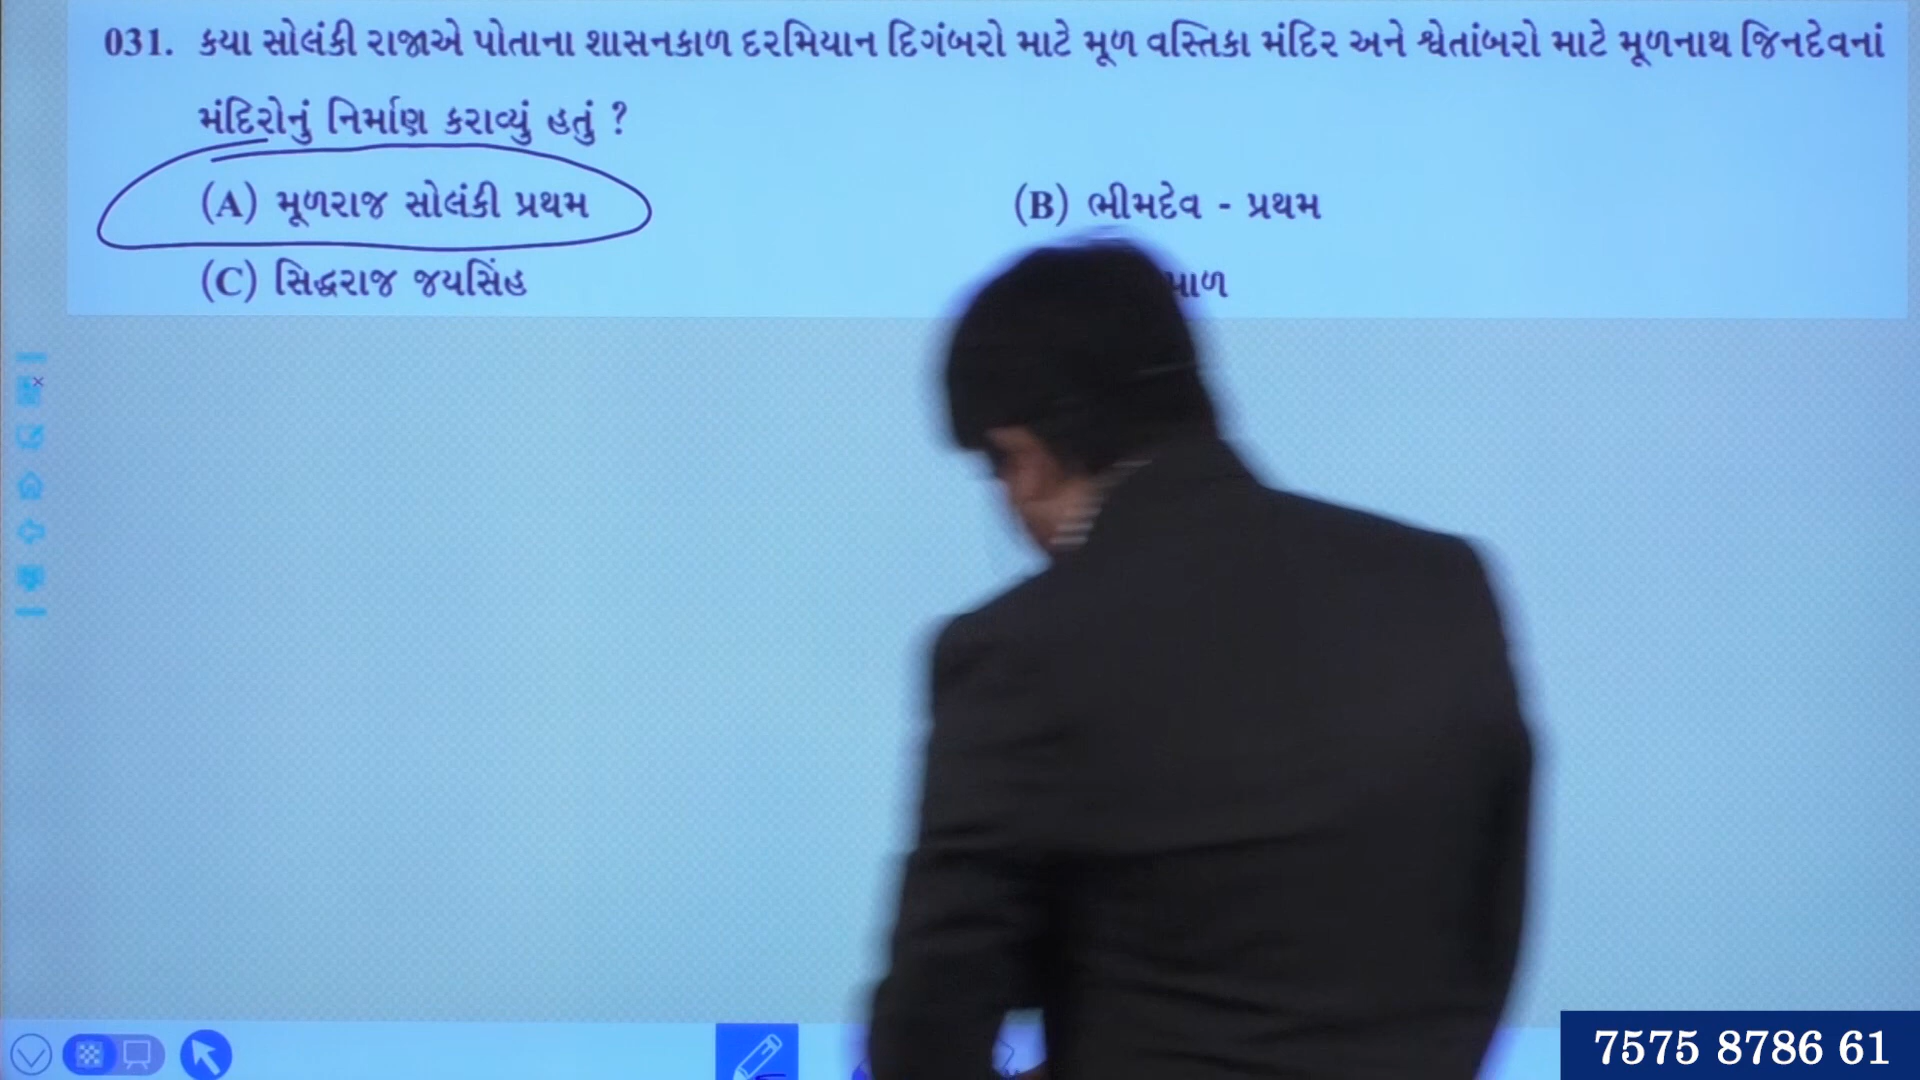 031. કયા સોલંકી રાજાએ પોતાના શાસનકાળ દરમિયાન દિગંબરો માટે મૂળ વસ્તિકા મંદિર અને શ્વેતાંબરો માટે મૂળનાથ જિનદેવનાં
મંદિરોનું નિર્માણ કરાવ્યું હતું ?
(A) મૂળરાજ સોલંકી પ્રથમ (B) ભીમદેવ - પ્રથમ
(C) સિદ્ધરાજ જયસિંહ
7575 8786 61